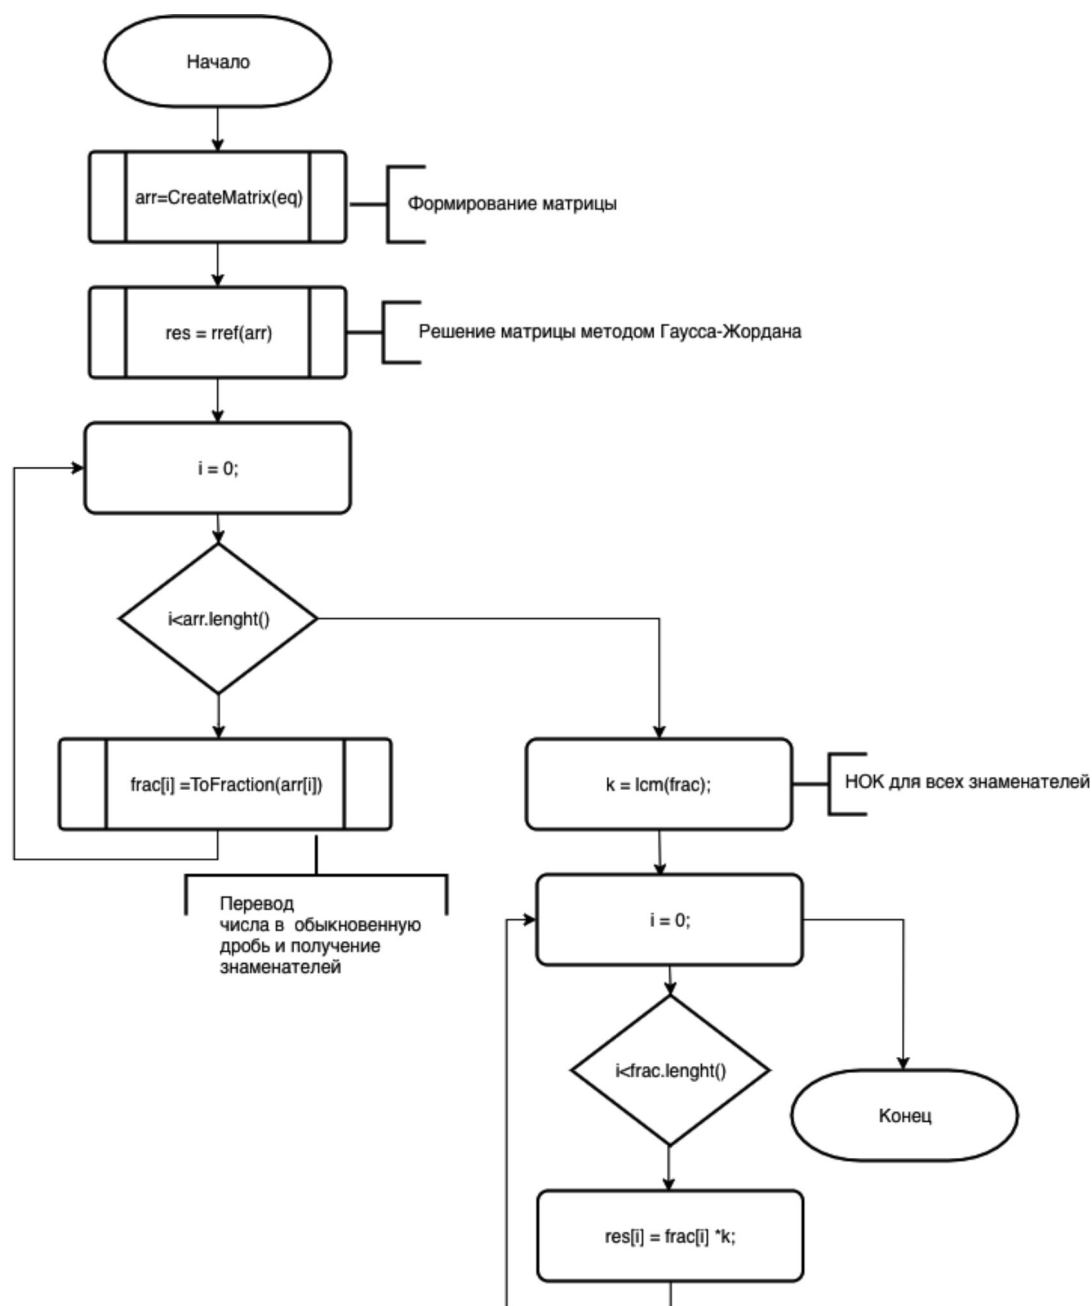 Начало
arr=CreateMatrix(eq)
Формирование матрицы
res = rref(arr)
Решение матрицы методом Гаусса-Жордана
i = 0;
i<arr.lenght()
frac[i] =ToFraction(arr[i])
Перевод
числа в обыкновенную
дробь и получение
знаменателей
k = lcm(frac);
НОК для всех знаменателей
i = 0;
i<frac.lenght()
Конец
res[i] = frac[i] *k;